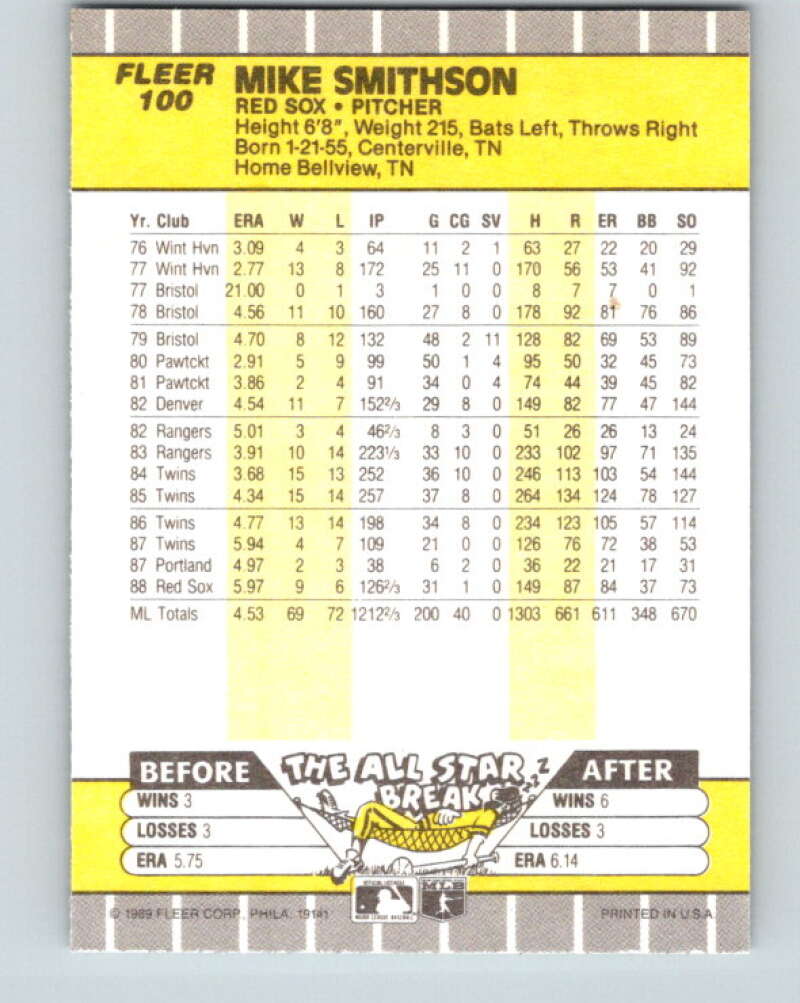 FLEER
100
MIKE SMITHSON
RED SOX • PITCHER
Height 6'8", Weight 215, Bats Left, Throws Right
Born 1-21-55, Centerville, TN
Home Bellview, TN
Yr. Club ERA W L IP G CG SV H R ER BB SO
76 Wint Hvn 3.09 4 3 64 11 2 1 63 27 22 20 29
77 Wint Hvn 2.77 13 8 172 25 11 0 170 56 53 41 92
77 Bristol 21.00 0 1 3 1 0 0 8 7 7 0 1
78 Bristol 4.56 11 10 160 27 8 0 178 92 81 76 86
79 Bristol 4.70 8 12 132 48 2 11 128 82 69 53 89
80 Pawtckt 2.91 5 9 99 50 1 4 95 50 32 45 73
81 Pawtckt 3.86 2 4 91 34 0 4 74 44 39 45 82
82 Denver 4.54 11 7 152⅔ 29 8 0 149 82 77 47 144
82 Rangers 5.01 3 4 46⅔ 8 3 0 51 26 26 13 24
83 Rangers 3.91 10 14 223⅓ 33 10 0 233 102 97 71 135
84 Twins 3.68 15 13 252 36 10 0 246 113 103 54 144
85 Twins 4.34 15 14 257 37 8 0 264 134 124 78 127
86 Twins 4.77 13 14 198 34 8 0 234 123 105 57 114
87 Twins 5.94 4 7 109 21 0 0 126 76 72 38 53
87 Portland 4.97 2 3 38 6 2 0 36 22 21 17 31
88 Red Sox 5.97 9 6 126⅔ 31 1 0 149 87 84 37 73
ML Totals 4.53 69 72 1212⅔ 200 40 0 1303 661 611 348 670
BEFORE THE ALL STAR BREAK AFTER
zzZZ
WINS 3 WINS 6
LOSSES 3 LOSSES 3
ERA 5.75 ERA 6.14
MAJOR LEAGUE BASEBALL
MLB
© 1989 FLEER CORP., PHILA. 19141 PRINTED IN U.S.A.